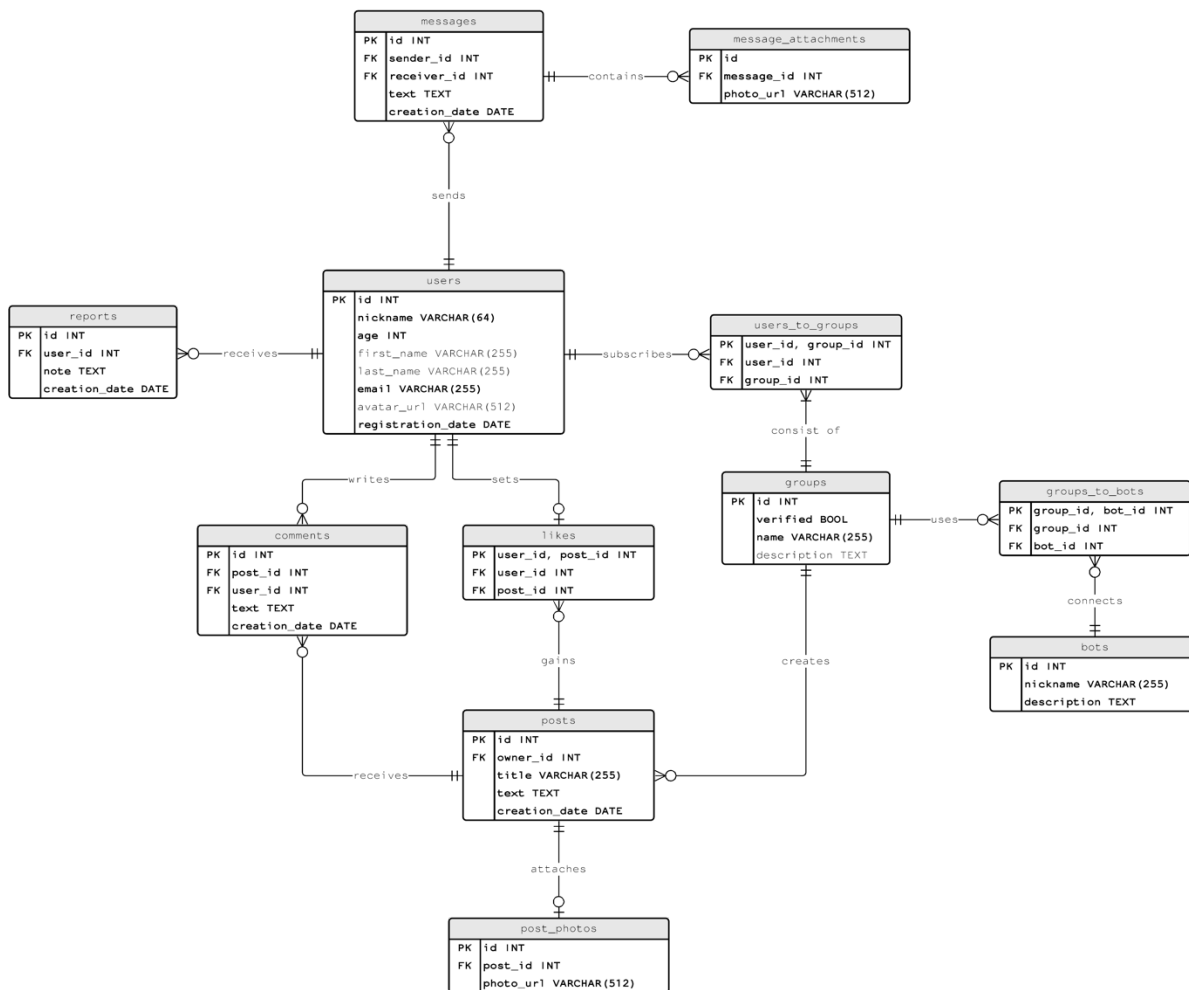 messages
PK id INT
FK sender_id INT
FK receiver_id INT
text TEXT
creation_date DATE
message_attachments
PK id
FK message_id INT
photo_url VARCHAR(512)
contains
sends
users
PK id INT
nickname VARCHAR(64)
age INT
first_name VARCHAR(255)
last_name VARCHAR(255)
email VARCHAR(255)
avatar_url VARCHAR(512)
registration_date DATE
reports
PK id INT
FK user_id INT
note TEXT
creation_date DATE
receives
subscribes
users_to_groups
PK user_id, group_id INT
FK user_id INT
FK group_id INT
consist of
writes
sets
groups
PK id INT
verified BOOL
name VARCHAR(255)
description TEXT
uses
groups_to_bots
PK group_id, bot_id INT
FK group_id INT
FK bot_id INT
comments
PK id INT
FK post_id INT
FK user_id INT
text TEXT
creation_date DATE
likes
PK user_id, post_id INT
FK user_id INT
FK post_id INT
connects
bots
PK id INT
nickname VARCHAR(255)
description TEXT
gains
creates
posts
PK id INT
FK owner_id INT
title VARCHAR(255)
text TEXT
creation_date DATE
receives
attaches
post_photos
PK id INT
FK post_id INT
photo_url VARCHAR(512)